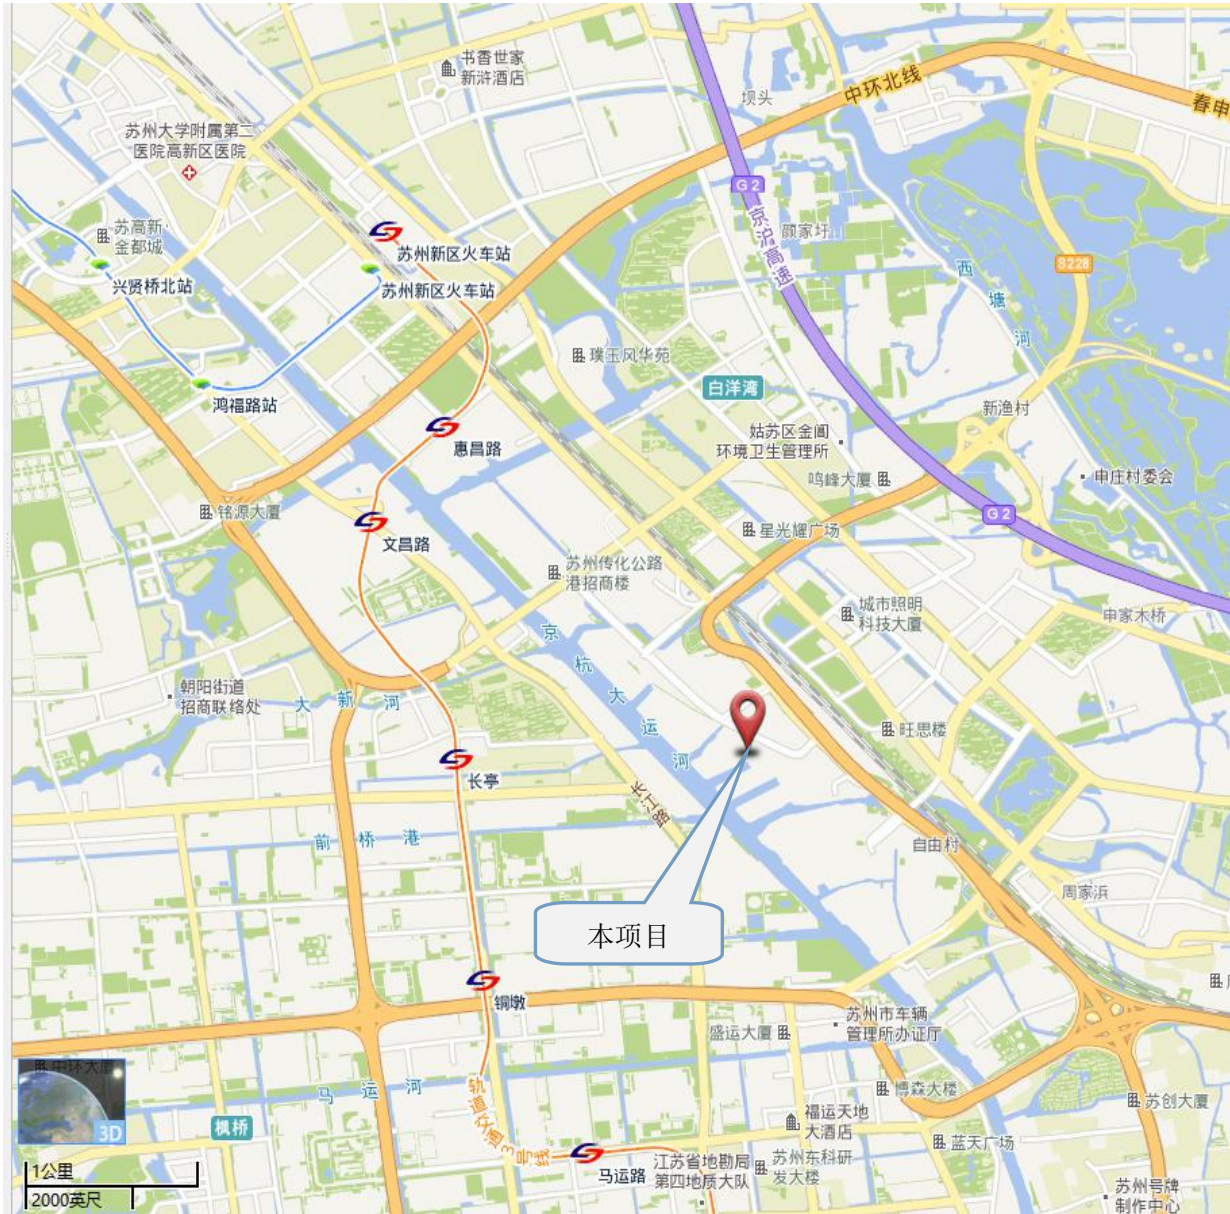 书香世家
新浒酒店
坝头
中环北线
春申
苏州大学附属第二
医院高新区医院
G2
京沪高速
颜家圩
苏高新·
金都城
苏州新区火车站
兴贤桥北站
苏州新区火车站
西塘河
S228
璞玉风华苑
白洋湾
鸿福路站
新渔村
惠昌路
姑苏区金阊
环境卫生管理所
鸣峰大厦
申庄村委会
铭源大厦
文昌路
G2
星光耀广场
苏州传化公路
港招商楼
城市照明
科技大厦
申家木桥
京杭大运河
朝阳街道
招商联络处
大新河
旺思楼
长亭
长江路
前桥港
自由村
周家浜
本项目
铜墩
苏州市车辆
管理所办证厅
盛运大厦
中环大厦
马运河
博森大楼
苏创大厦
3D
枫桥
轨道交通3号线
福运天地
大酒店
蓝天广场
1公里
马运路
江苏省地勘局
第四地质大队
苏州东科研
发大楼
2000英尺
苏州号牌
制作中心